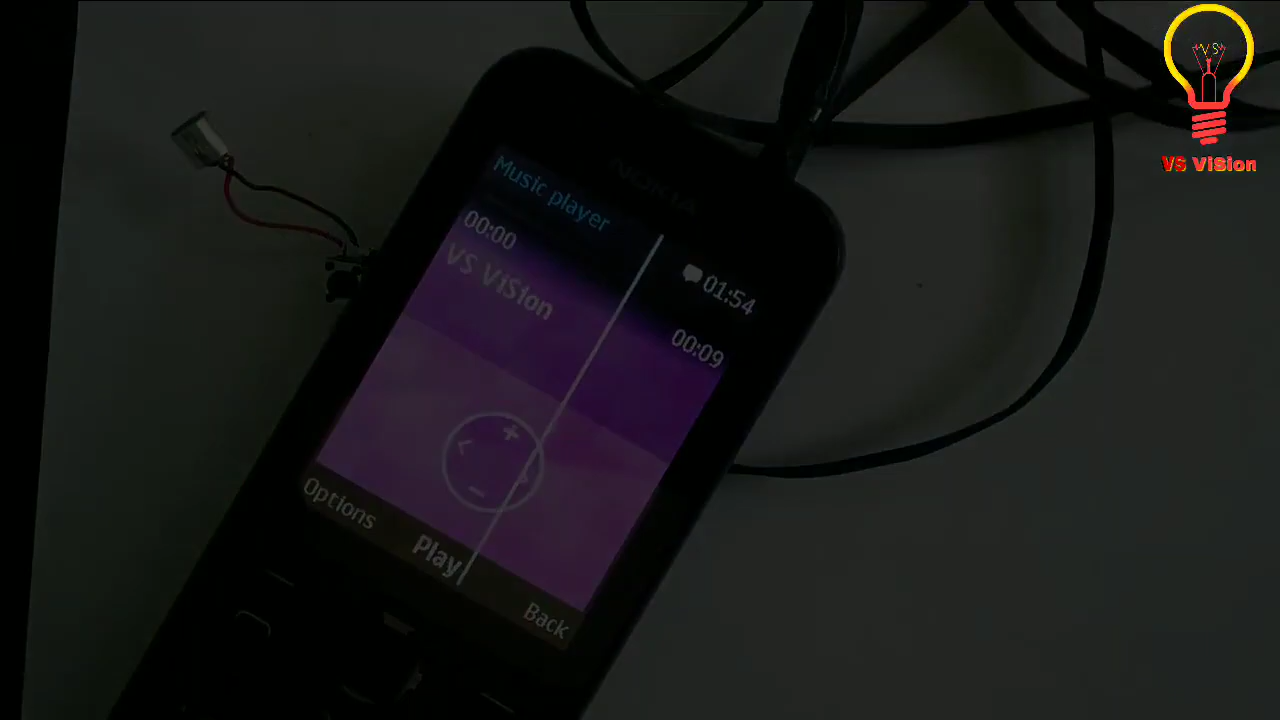 VS
VS ViSion
NOKIA
Music player
01:54
00:00
VS ViSion
00:09
Options
Play
Back